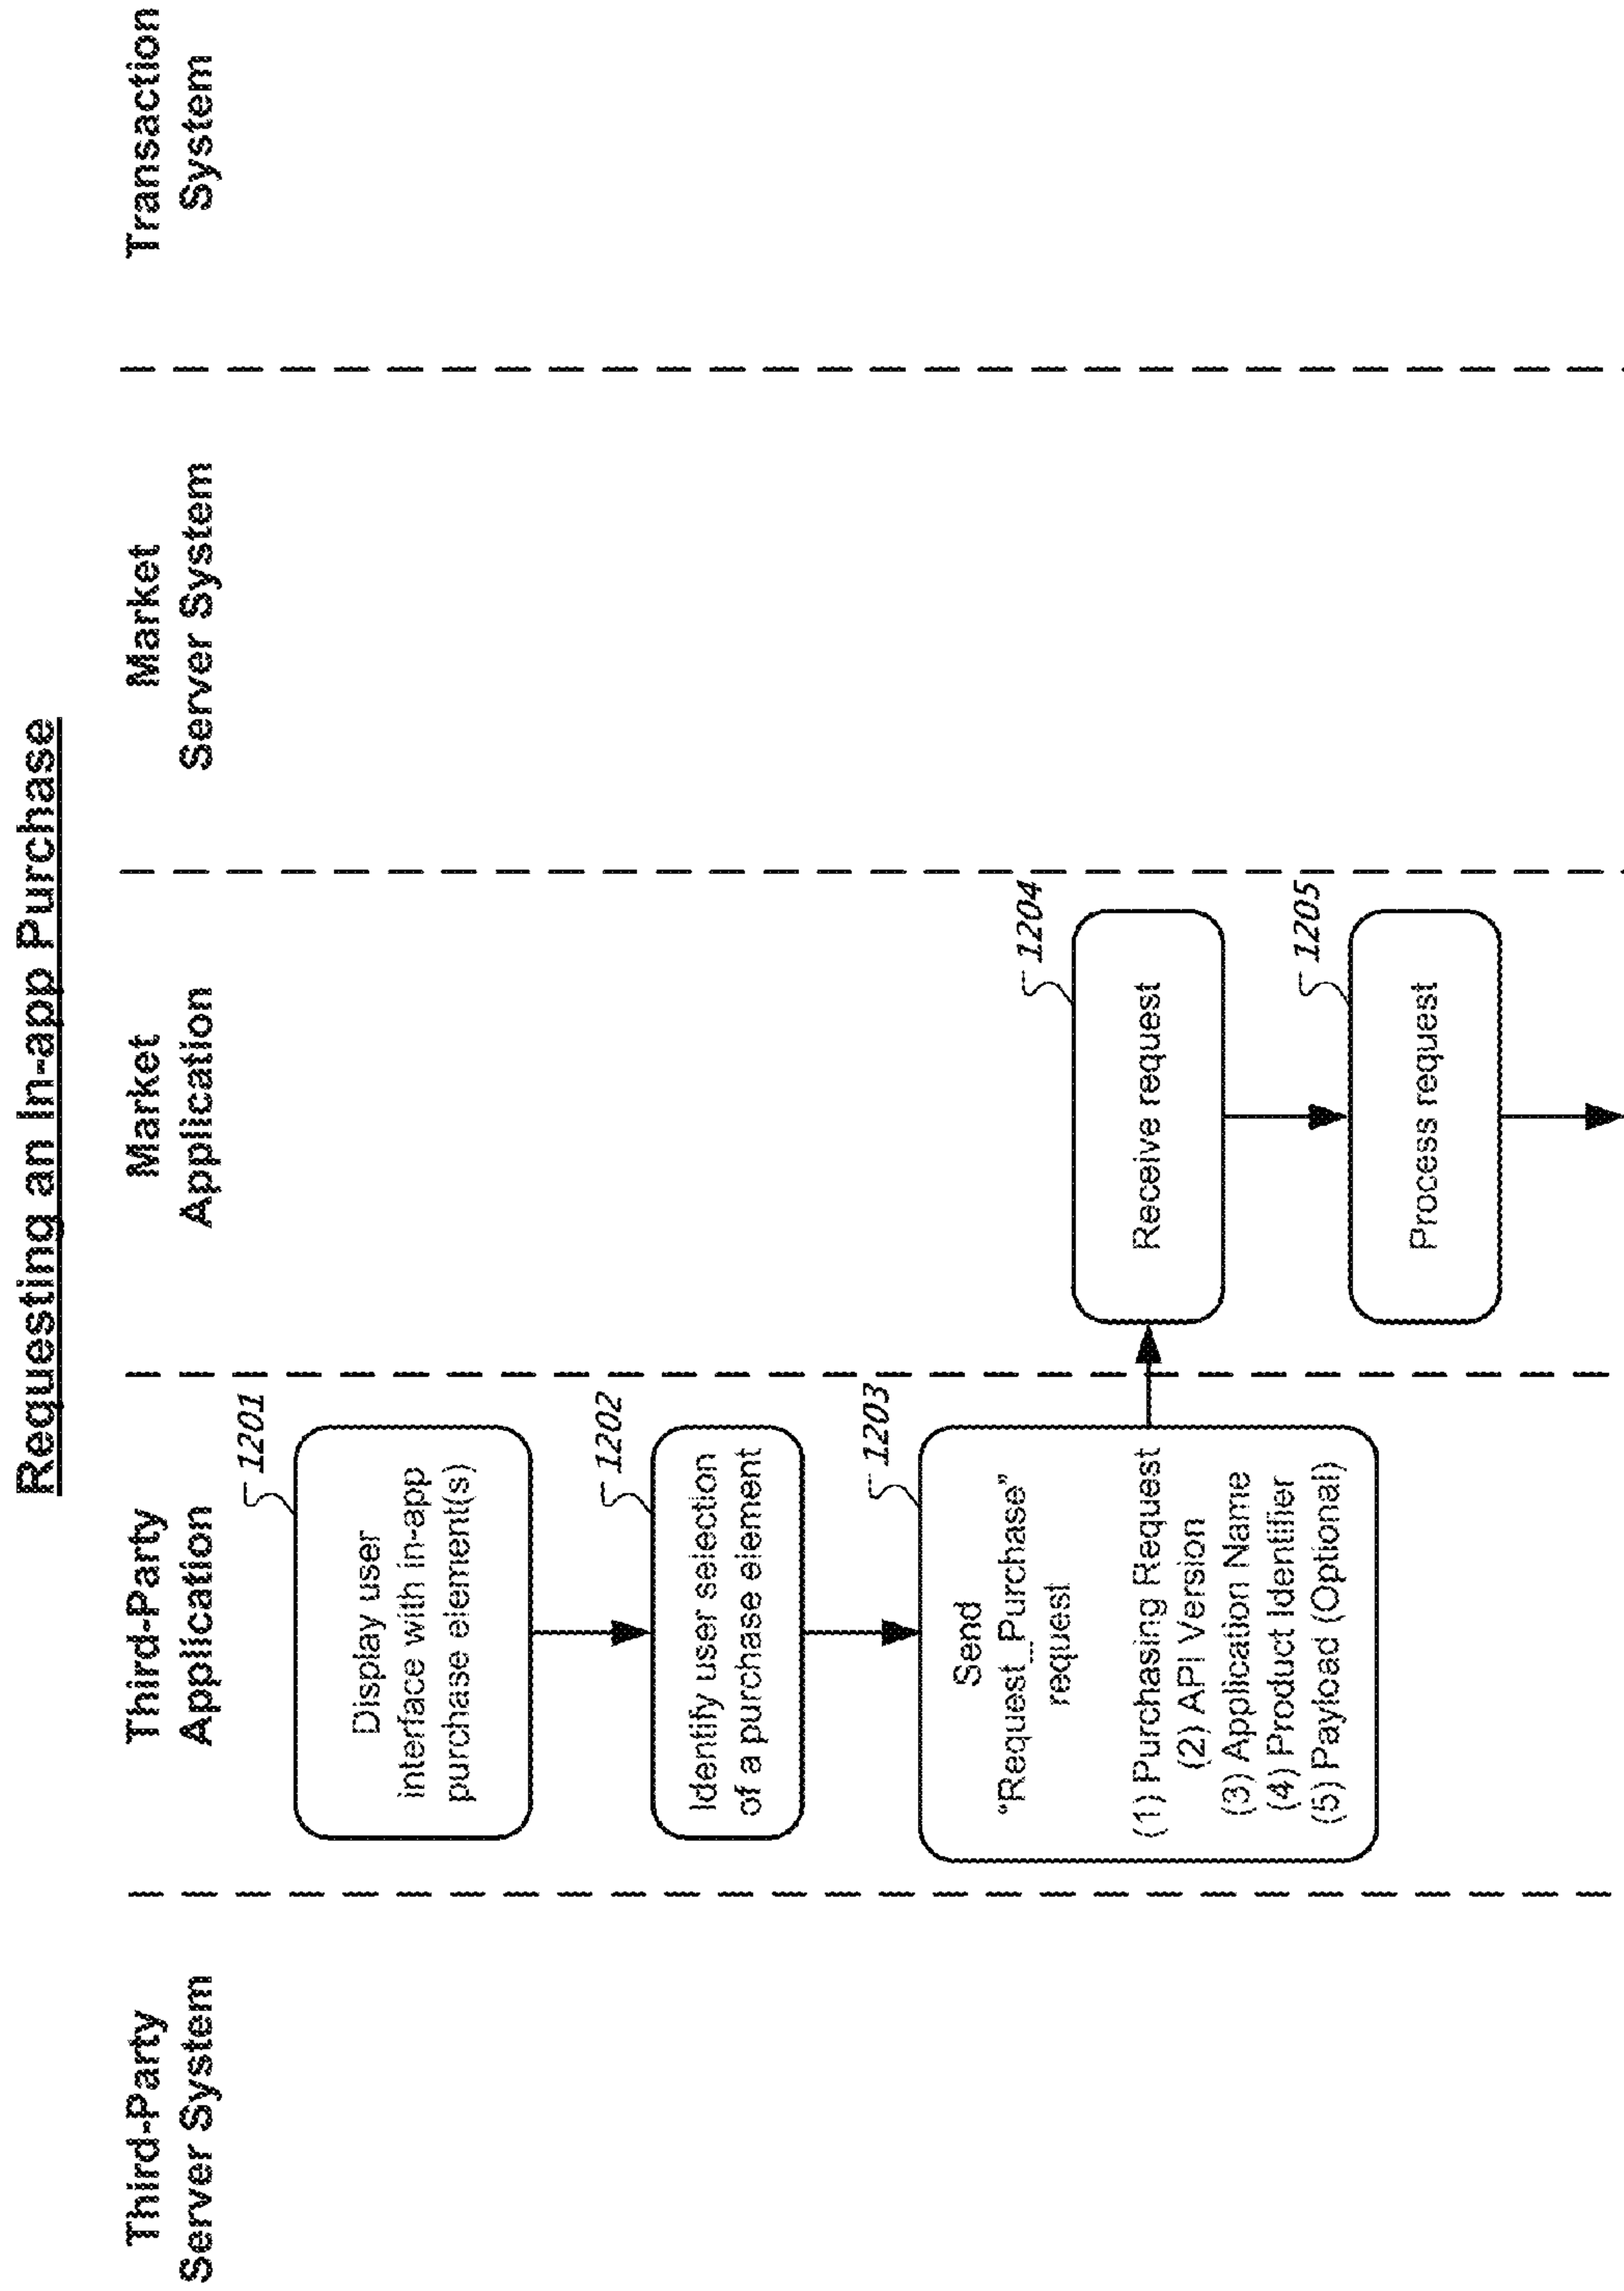 Requesting an In-app Purchase
Third-Party
Server System
Third-Party
Application
Market
Application
Market
Server System
Transaction
System
1201
Display user
interface with in-app
purchase element(s)
1202
Identify user selection
of a purchase element
1203
Send
“Request_Purchase”
request
(1) Purchasing Request
(2) API Version
(3) Application Name
(4) Product Identifier
(5) Payload (Optional)
1204
Receive request
1205
Process request